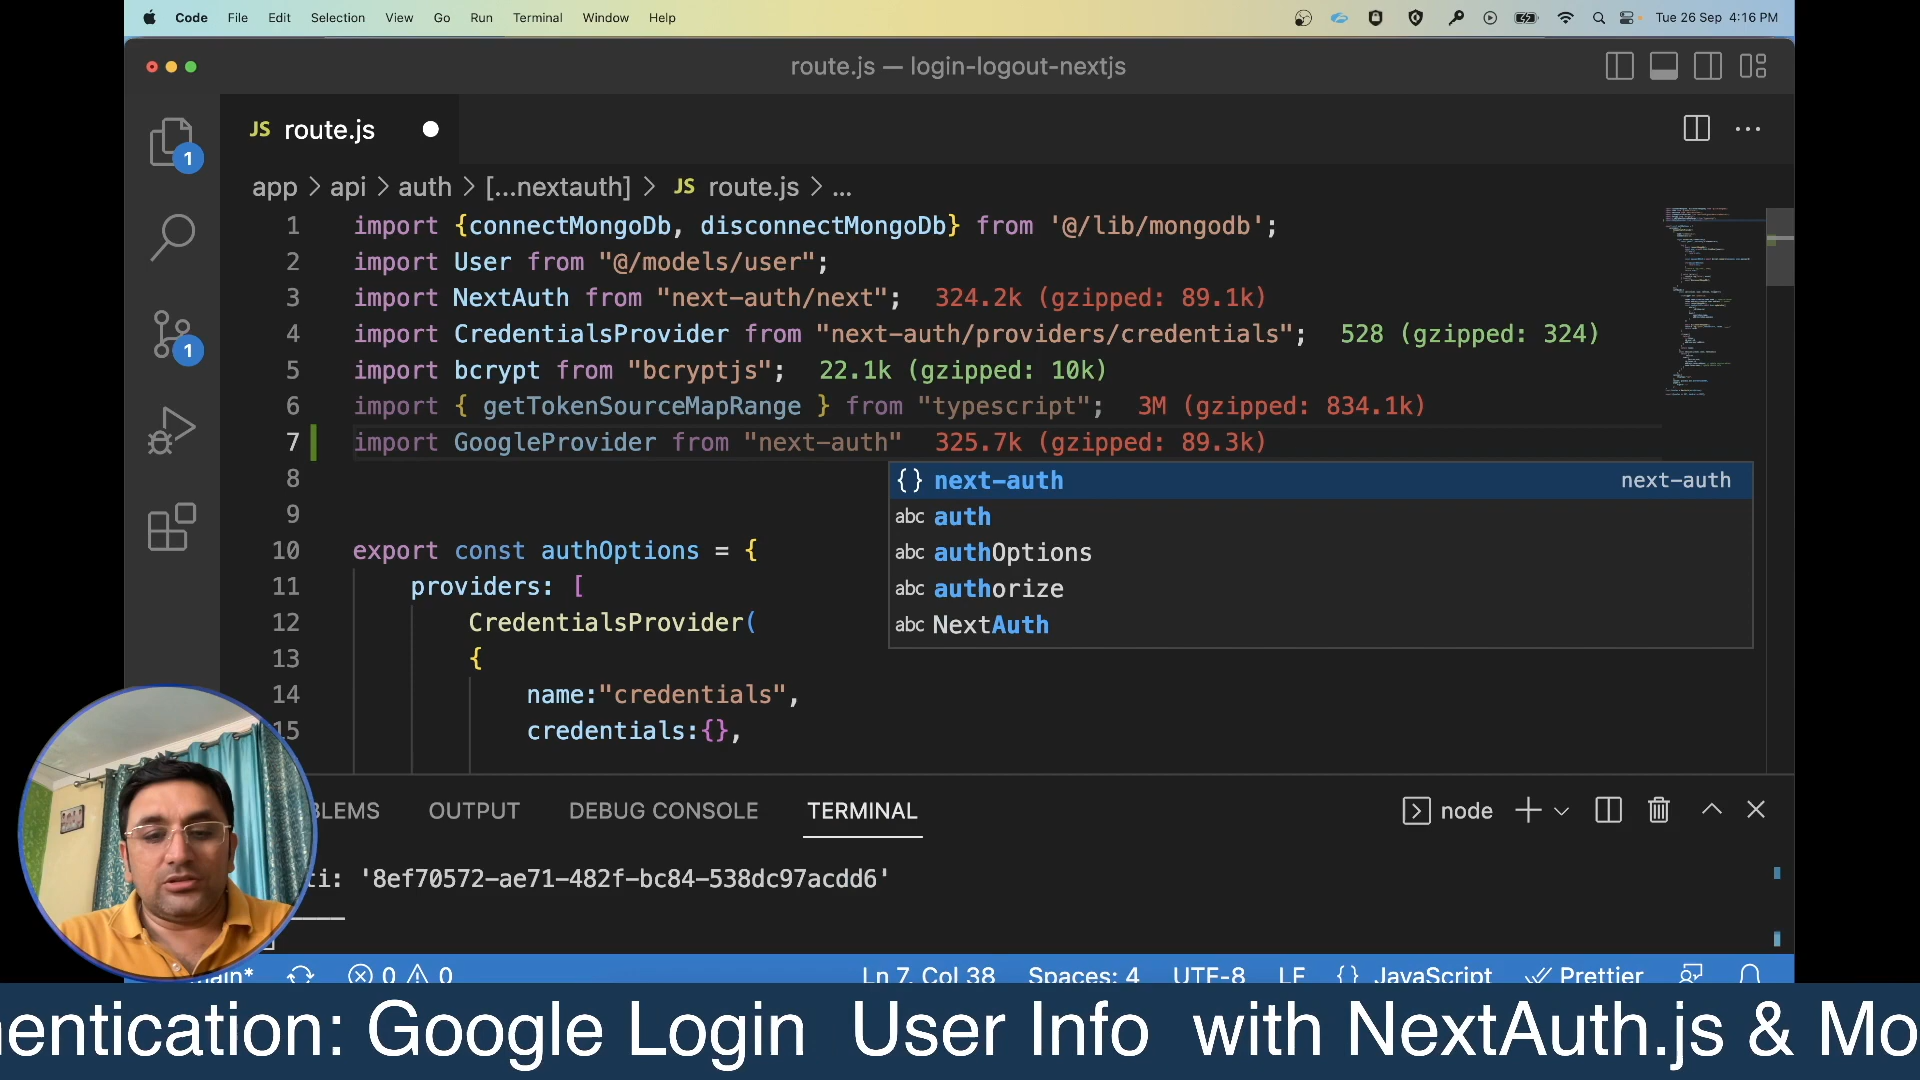 Code File Edit Selection View Go Run Terminal Window Help Tue 26 Sep 4:16 PM
route.js — login-logout-nextjs
JS route.js
1
app > api > auth > [...nextauth] > JS route.js > ...
1 import {connectMongoDb, disconnectMongoDb} from '@/lib/mongodb';
2 import User from "@/models/user";
3 import NextAuth from "next-auth/next"; 324.2k (gzipped: 89.1k)
4 import CredentialsProvider from "next-auth/providers/credentials"; 528 (gzipped: 324)
1
5 import bcrypt from "bcryptjs"; 22.1k (gzipped: 10k)
6 import { getTokenSourceMapRange } from "typescript"; 3M (gzipped: 834.1k)
7 import GoogleProvider from "next-auth" 325.7k (gzipped: 89.3k)
8
{} next-auth next-auth
9
abc auth
10 export const authOptions = {
abc authOptions
11 providers: [
abc authorize
12 CredentialsProvider(
abc NextAuth
13 {
14 name:"credentials",
15 credentials:{},
BLEMS OUTPUT DEBUG CONSOLE TERMINAL node
ti: '8ef70572-ae71-482f-bc84-538dc97acdd6'
ain* 0 0 Ln 7, Col 38 Spaces: 4 UTF-8 LF {} JavaScript Prettier
entication: Google Login User Info with NextAuth.js & Mo